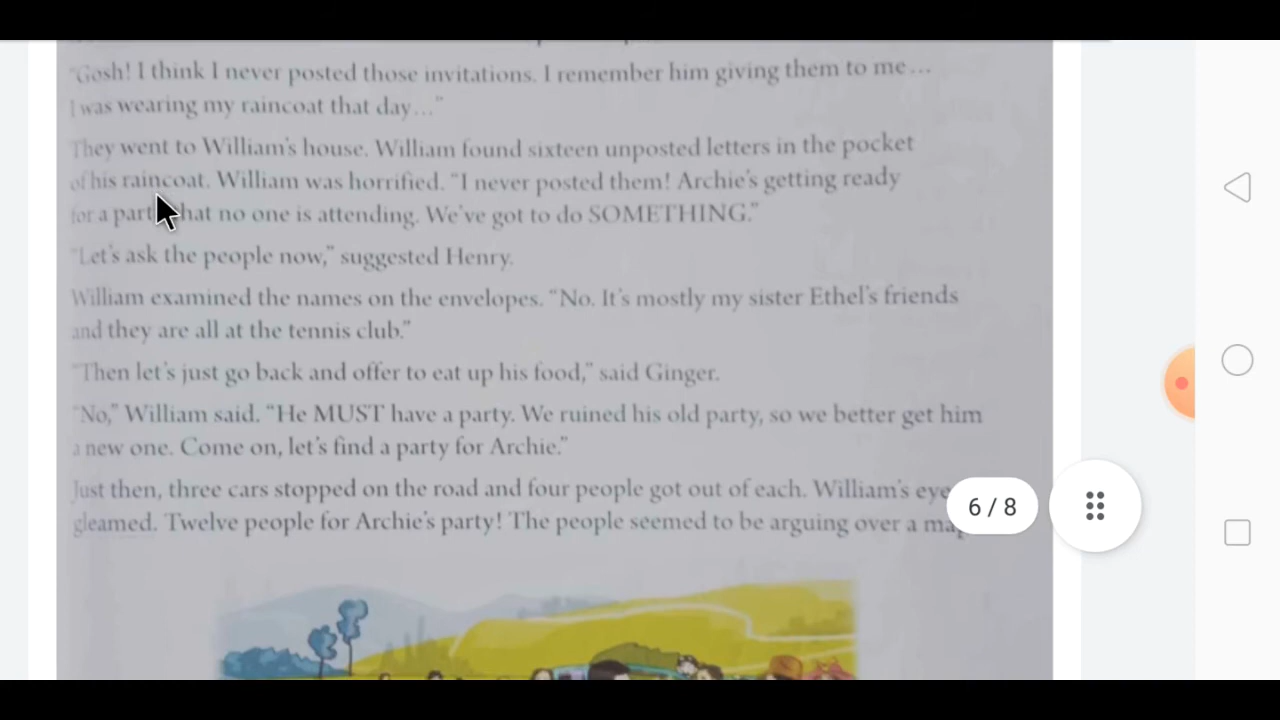 "Gosh! I think I never posted those invitations. I remember him giving them to me…
I was wearing my raincoat that day…"
They went to William's house. William found sixteen unposted letters in the pocket
of his raincoat. William was horrified. "I never posted them! Archie's getting ready
for a party that no one is attending. We've got to do SOMETHING."
"Let's ask the people now," suggested Henry.
William examined the names on the envelopes. "No. It's mostly my sister Ethel's friends
and they are all at the tennis club."
"Then let's just go back and offer to eat up his food," said Ginger.
"No," William said. "He MUST have a party. We ruined his old party, so we better get him
a new one. Come on, let's find a party for Archie."
Just then, three cars stopped on the road and four people got out of each. William's eye
gleamed. Twelve people for Archie's party! The people seemed to be arguing over a map
6 / 8